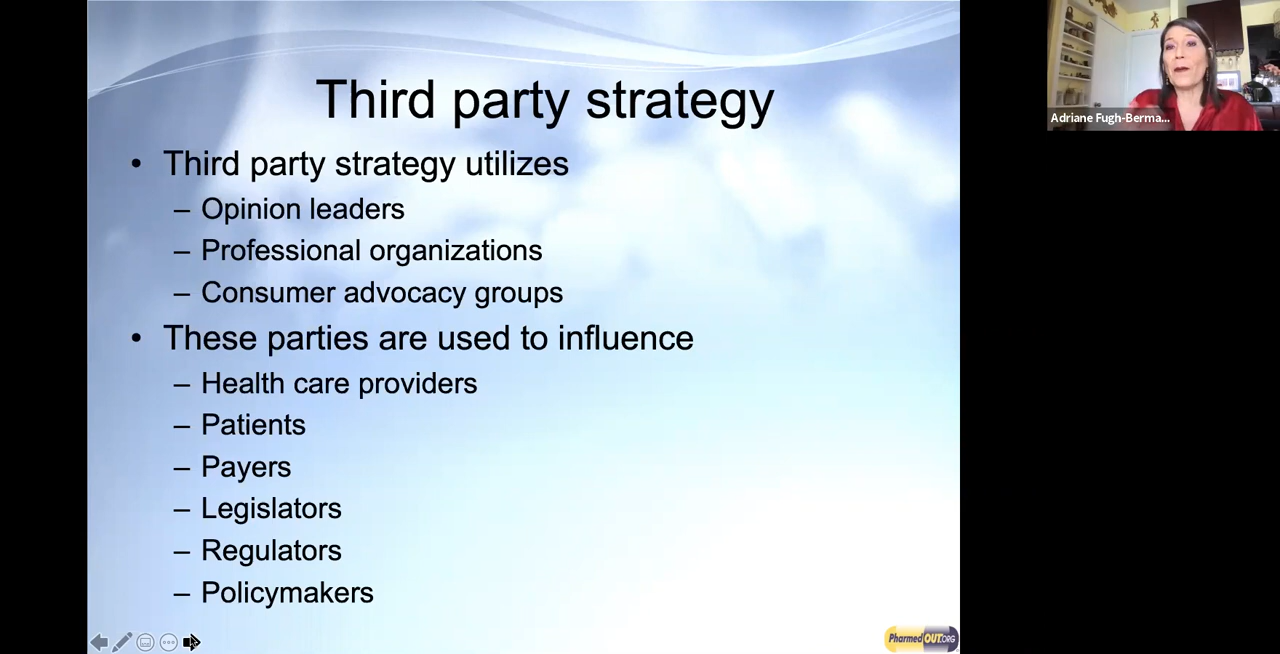 Third party strategy
• Third party strategy utilizes
– Opinion leaders
– Professional organizations
– Consumer advocacy groups
• These parties are used to influence
– Health care providers
– Patients
– Payers
– Legislators
– Regulators
– Policymakers
PharmedOUT.ORG
Adriane Fugh-Berma...